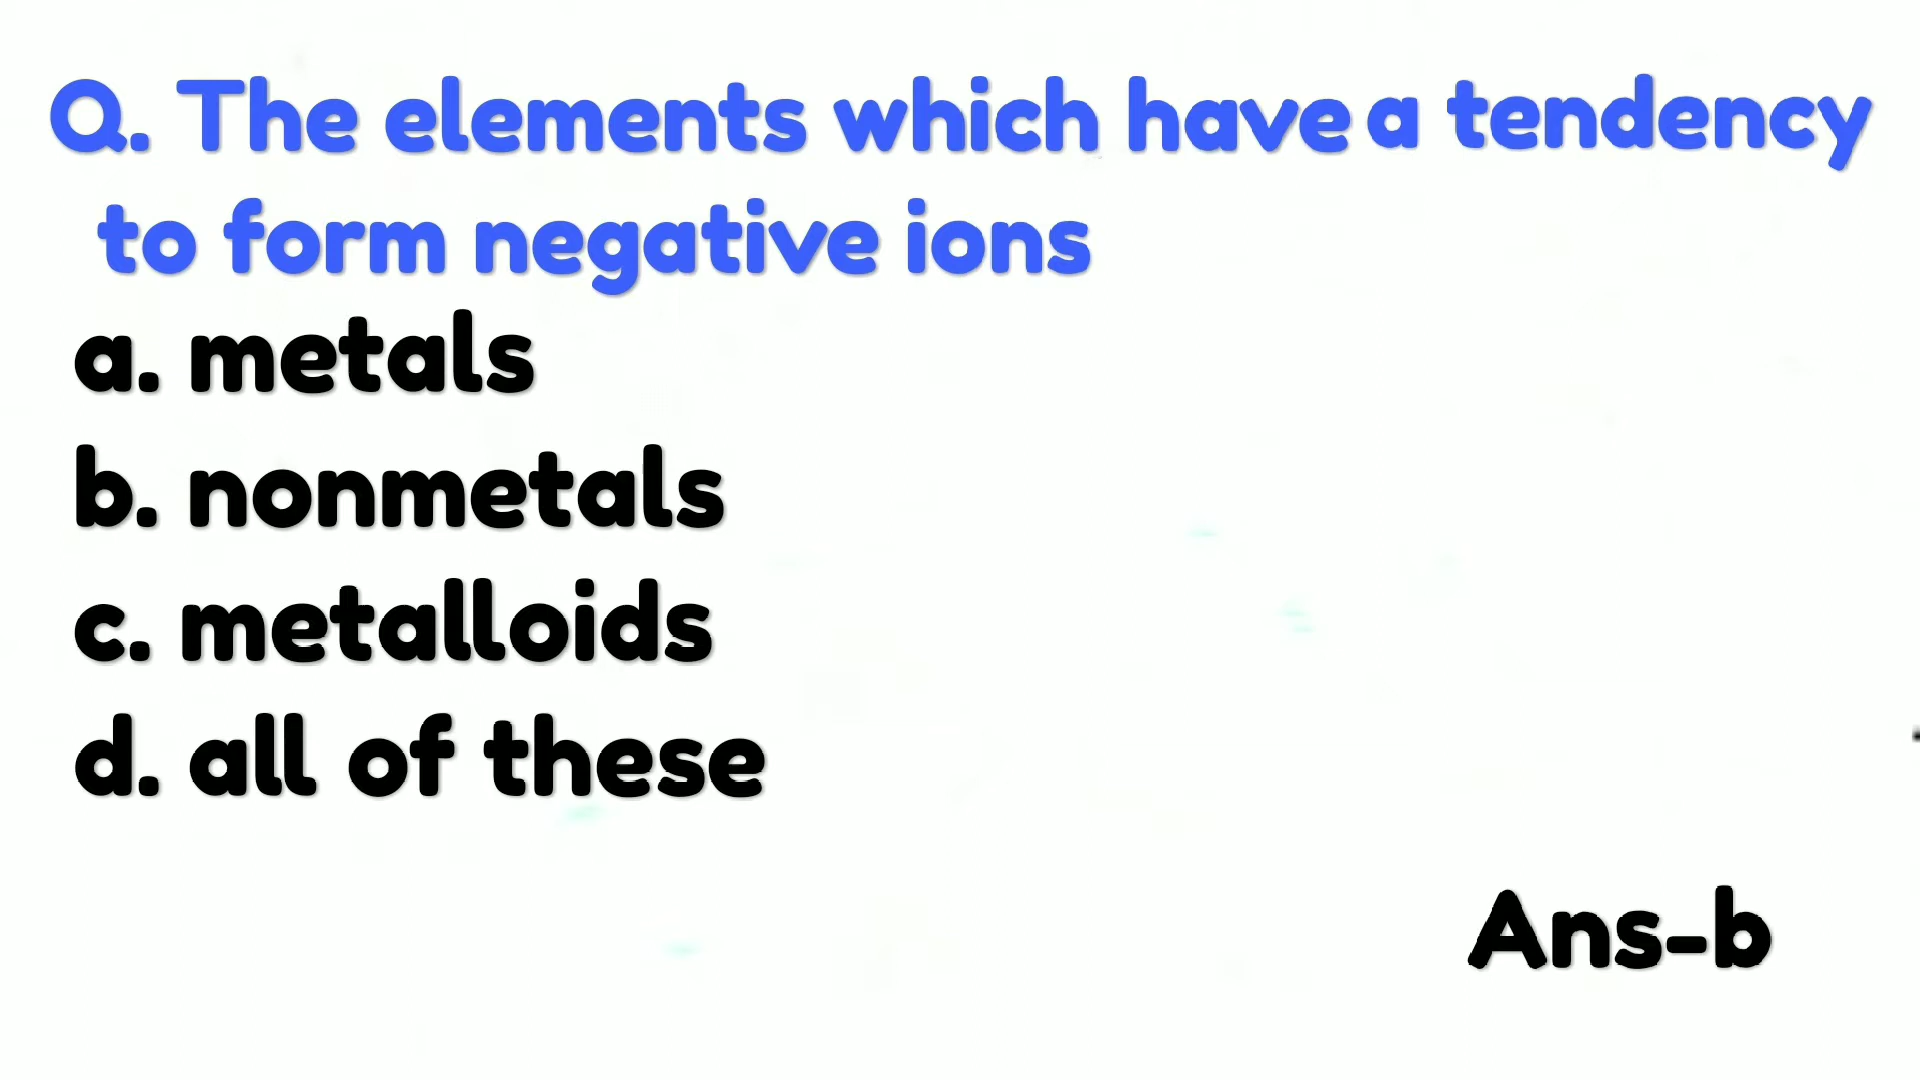 Q. The elements which have a tendency
to form negative ions
a. metals
b. nonmetals
c. metalloids
d. all of these
Ans-b